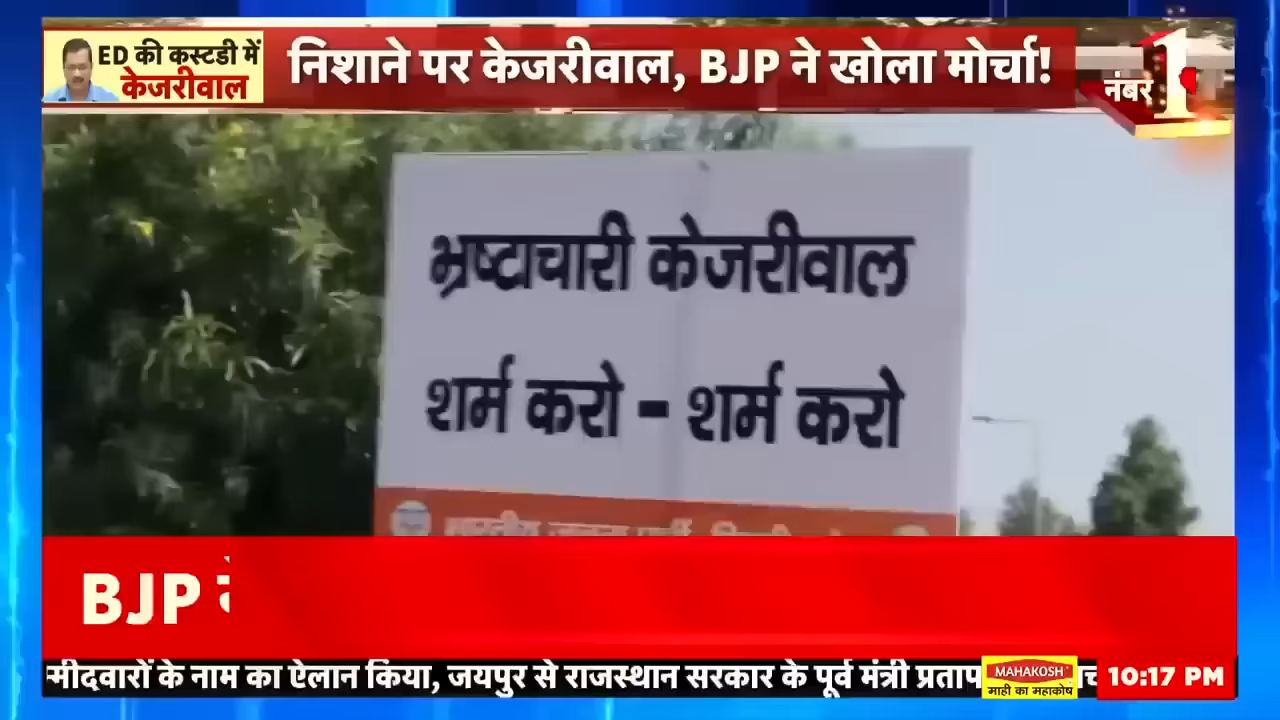 ED की कस्टडी में
केजरीवाल
निशाने पर केजरीवाल, BJP ने खोला मोर्चा!
नंबर 1
भ्रष्टाचारी केजरीवाल
शर्म करो - शर्म करो
BJP
के नाम का ऐलान किया, जयपुर से राजस्थान सरकार के पूर्व मंत्री प्रताप
MAHAKOSH
माही का महाकोष
10:17 PM